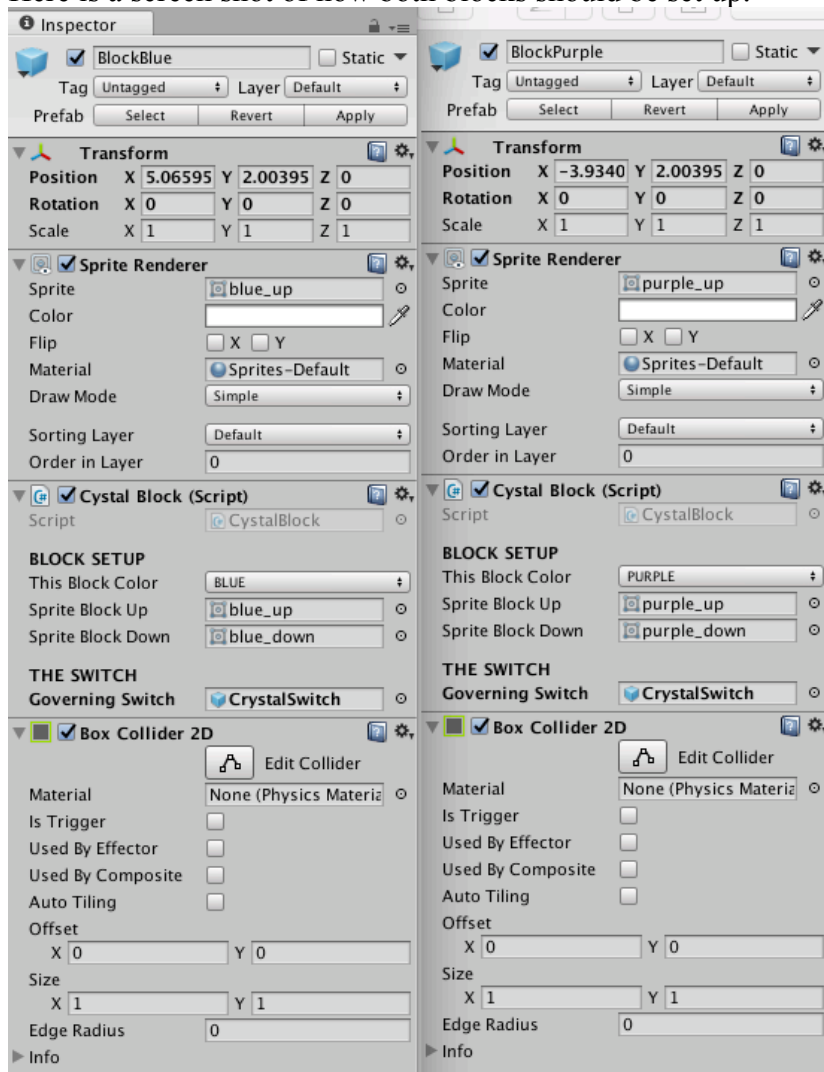 Here is a screen shot of how both blocks should be set up:
Inspector
BlockBlue Static
Tag Untagged Layer Default
Prefab Select Revert Apply
Transform
Position X 5.06595 Y 2.00395 Z 0
Rotation X 0 Y 0 Z 0
Scale X 1 Y 1 Z 1
Sprite Renderer
Sprite blue_up
Color
Flip X Y
Material Sprites-Default
Draw Mode Simple
Sorting Layer Default
Order in Layer 0
Cystal Block (Script)
Script CystalBlock
BLOCK SETUP
This Block Color BLUE
Sprite Block Up blue_up
Sprite Block Down blue_down
THE SWITCH
Governing Switch CrystalSwitch
Box Collider 2D
Edit Collider
Material None (Physics Materia
Is Trigger
Used By Effector
Used By Composite
Auto Tiling
Offset
X 0 Y 0
Size
X 1 Y 1
Edge Radius 0
Info
BlockPurple Static
Tag Untagged Layer Default
Prefab Select Revert Apply
Transform
Position X -3.9340 Y 2.00395 Z 0
Rotation X 0 Y 0 Z 0
Scale X 1 Y 1 Z 1
Sprite Renderer
Sprite purple_up
Color
Flip X Y
Material Sprites-Default
Draw Mode Simple
Sorting Layer Default
Order in Layer 0
Cystal Block (Script)
Script CystalBlock
BLOCK SETUP
This Block Color PURPLE
Sprite Block Up purple_up
Sprite Block Down purple_down
THE SWITCH
Governing Switch CrystalSwitch
Box Collider 2D
Edit Collider
Material None (Physics Materia
Is Trigger
Used By Effector
Used By Composite
Auto Tiling
Offset
X 0 Y 0
Size
X 1 Y 1
Edge Radius 0
Info